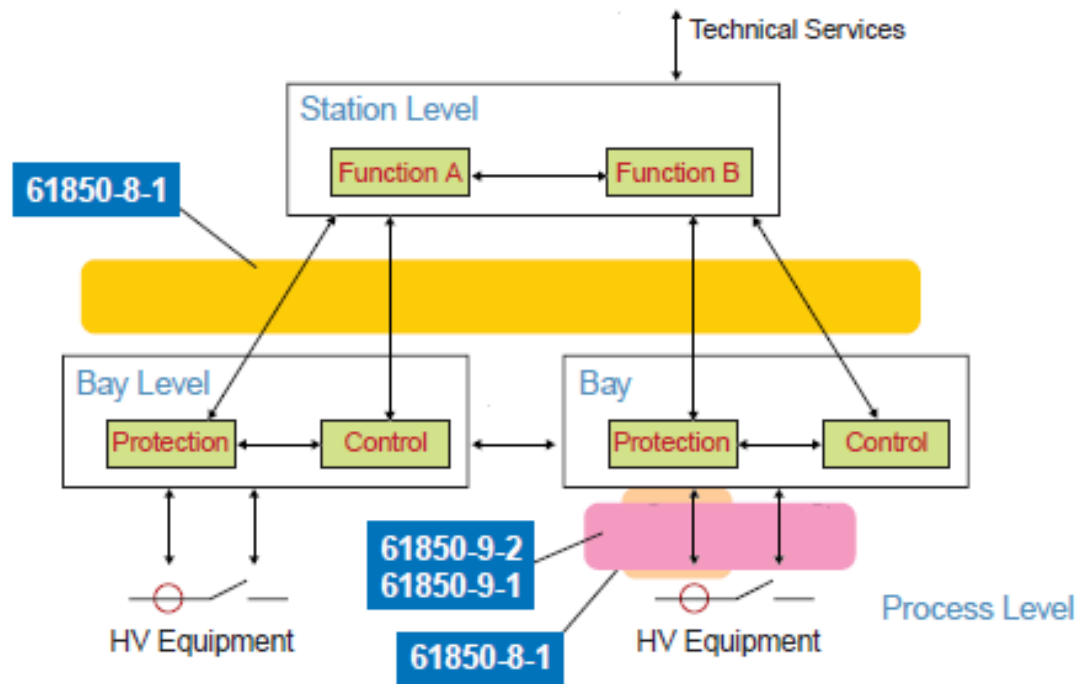 Technical Services
Station Level
Function A
Function B
61850-8-1
Bay Level
Bay
Protection
Control
Protection
Control
61850-9-2
61850-9-1
HV Equipment
HV Equipment
Process Level
61850-8-1